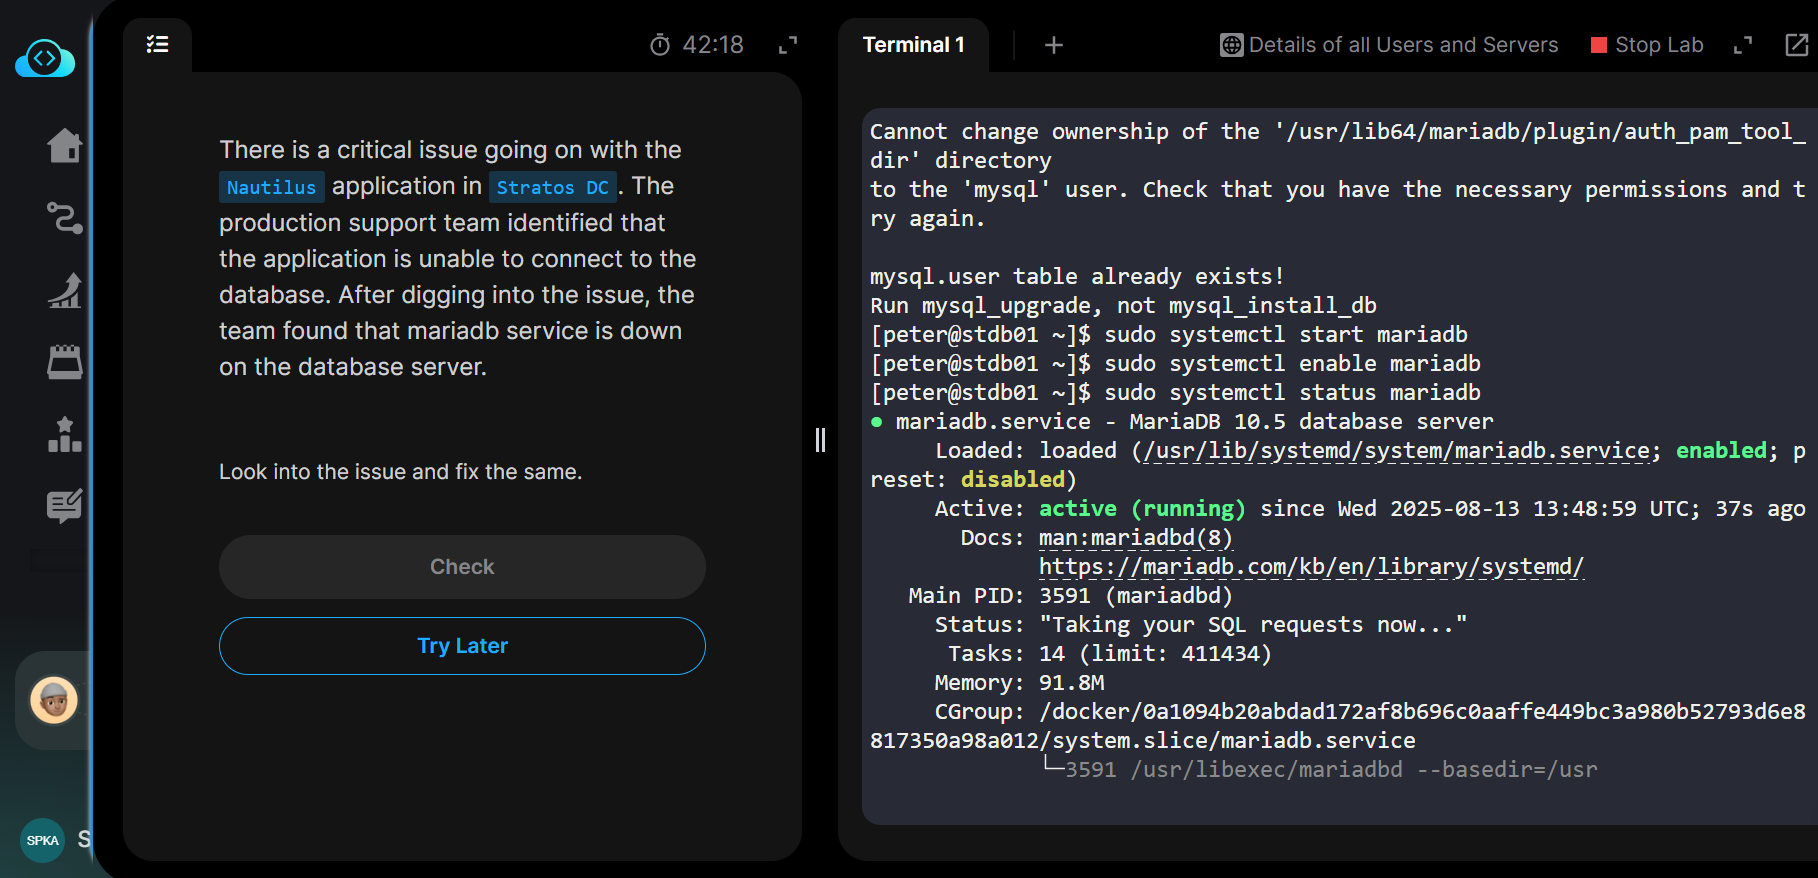 42:18
Terminal 1
+
Details of all Users and Servers
Stop Lab
There is a critical issue going on with the
Nautilus application in Stratos DC. The
production support team identified that
the application is unable to connect to the
database. After digging into the issue, the
team found that mariadb service is down
on the database server.
Look into the issue and fix the same.
Check
Try Later
SPKA
S
Cannot change ownership of the '/usr/lib64/mariadb/plugin/auth_pam_tool_
dir' directory
to the 'mysql' user. Check that you have the necessary permissions and t
ry again.
mysql.user table already exists!
Run mysql_upgrade, not mysql_install_db
[peter@stdb01 ~]$ sudo systemctl start mariadb
[peter@stdb01 ~]$ sudo systemctl enable mariadb
[peter@stdb01 ~]$ sudo systemctl status mariadb
● mariadb.service - MariaDB 10.5 database server
Loaded: loaded (/usr/lib/systemd/system/mariadb.service; enabled; p
reset: disabled)
Active: active (running) since Wed 2025-08-13 13:48:59 UTC; 37s ago
Docs: man:mariadbd(8)
https://mariadb.com/kb/en/library/systemd/
Main PID: 3591 (mariadbd)
Status: "Taking your SQL requests now..."
Tasks: 14 (limit: 411434)
Memory: 91.8M
CGroup: /docker/0a1094b20abdad172af8b696c0aaffe449bc3a980b52793d6e8
817350a98a012/system.slice/mariadb.service
└─3591 /usr/libexec/mariadbd --basedir=/usr